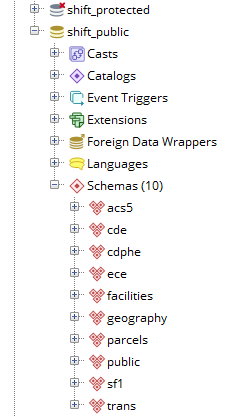 shift_protected
shift_public
Casts
Catalogs
Event Triggers
Extensions
Foreign Data Wrappers
Languages
Schemas (10)
acs5
cde
cdphe
ece
facilities
geography
parcels
public
sf1
trans